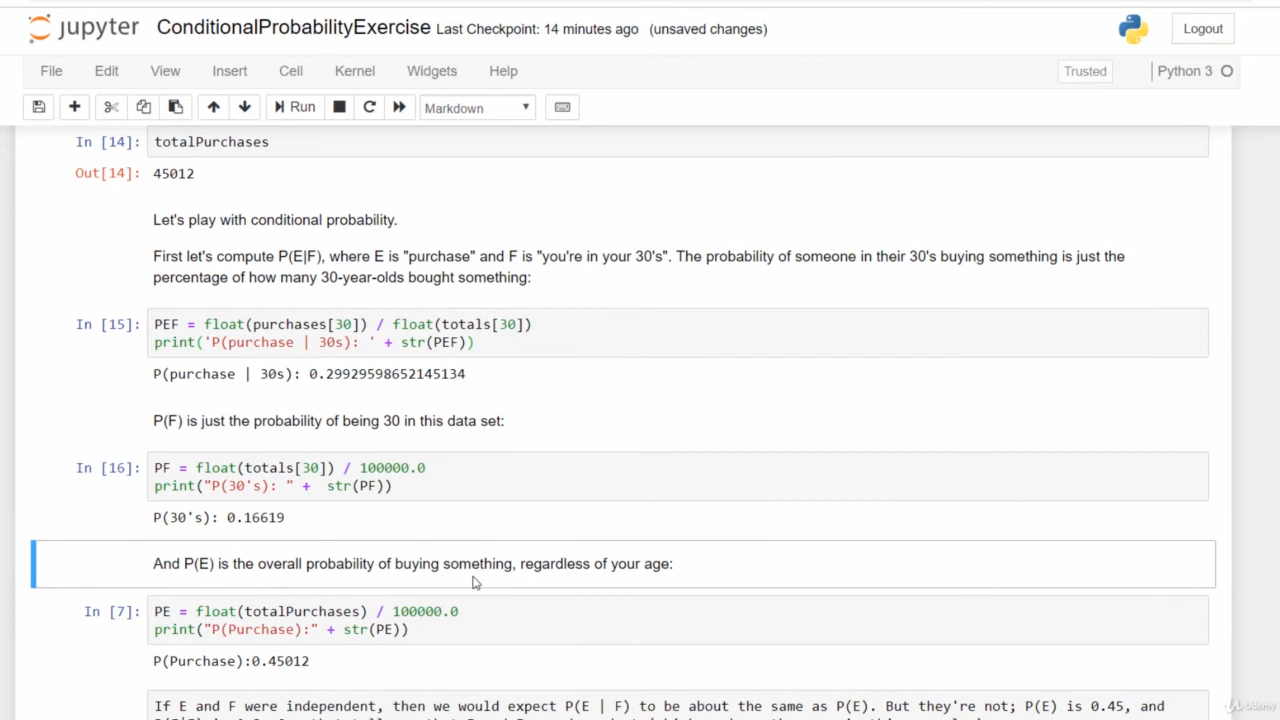 jupyter ConditionalProbabilityExercise Last Checkpoint: 14 minutes ago (unsaved changes) Logout
File Edit View Insert Cell Kernel Widgets Help Trusted Python 3
Run Markdown
In [14]: totalPurchases
Out[14]: 45012
Let's play with conditional probability.
First let's compute P(E|F), where E is "purchase" and F is "you're in your 30's". The probability of someone in their 30's buying something is just the
percentage of how many 30-year-olds bought something:
In [15]: PEF = float(purchases[30]) / float(totals[30])
print('P(purchase | 30s): ' + str(PEF))
P(purchase | 30s): 0.29929598652145134
P(F) is just the probability of being 30 in this data set:
In [16]: PF = float(totals[30]) / 100000.0
print("P(30's): " + str(PF))
P(30's): 0.16619
And P(E) is the overall probability of buying something, regardless of your age:
In [7]: PE = float(totalPurchases) / 100000.0
print("P(Purchase):" + str(PE))
P(Purchase):0.45012
If E and F were independent, then we would expect P(E | F) to be about the same as P(E). But they're not; P(E) is 0.45, and
Udemy